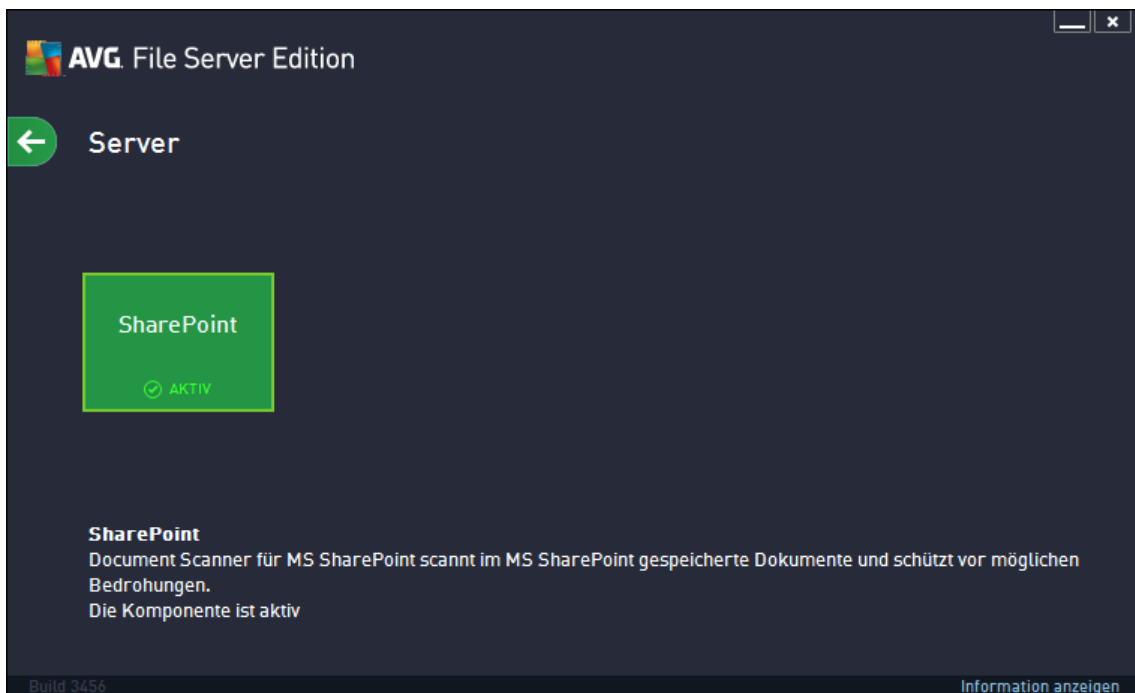 AVG. File Server Edition
Server
SharePoint
AKTIV
SharePoint
Document Scanner für MS SharePoint scannt im MS SharePoint gespeicherte Dokumente und schützt vor möglichen
Bedrohungen.
Die Komponente ist aktiv
Build 3456
Information anzeigen